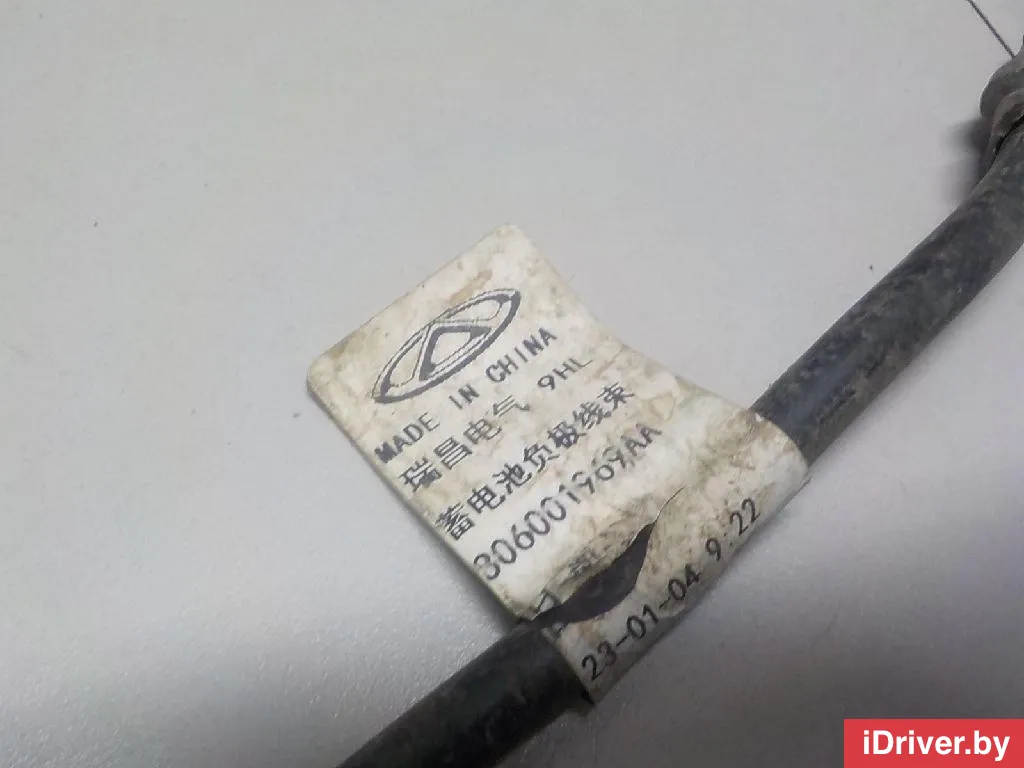 MADE IN CHINA
瑞昌电气 9HL
蓄电池负极线束
306001969AA
23-01-04 9:22
iDriver.by